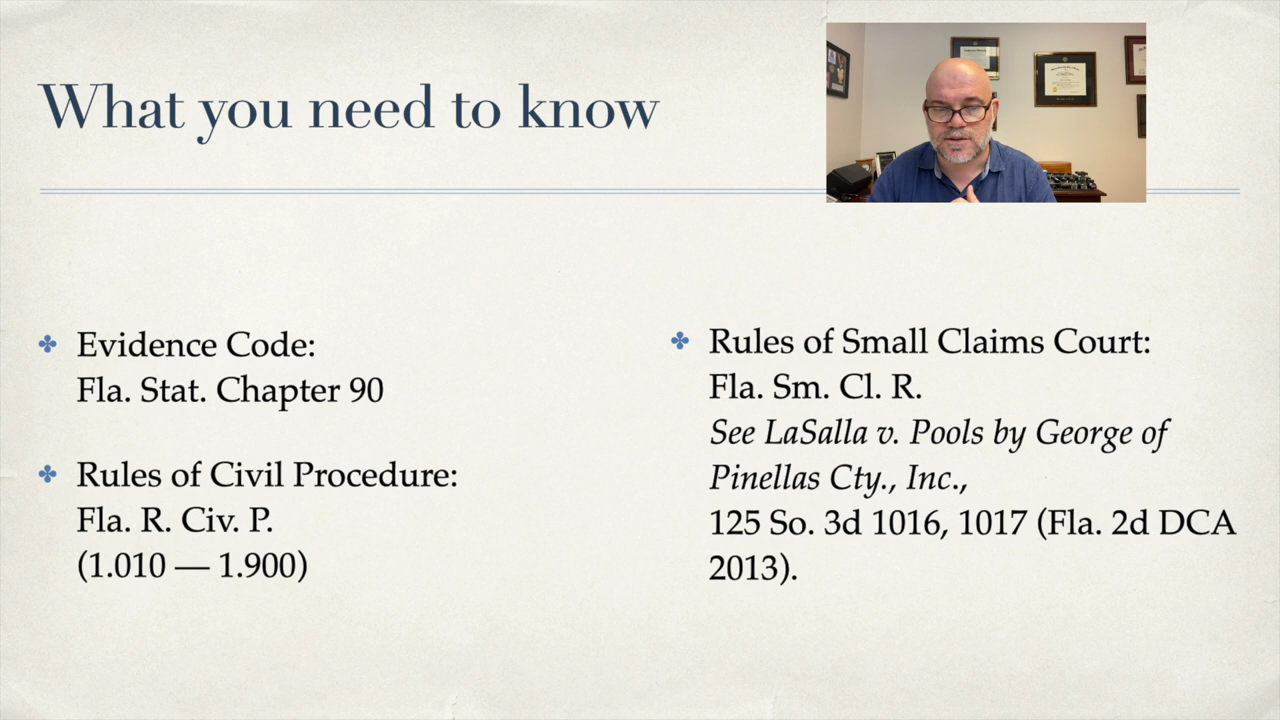 What you need to know
Evidence Code:
Fla. Stat. Chapter 90
Rules of Civil Procedure:
Fla. R. Civ. P.
(1.010 — 1.900)
Rules of Small Claims Court:
Fla. Sm. Cl. R.
See LaSalla v. Pools by George of
Pinellas Cty., Inc.,
125 So. 3d 1016, 1017 (Fla. 2d DCA
2013).